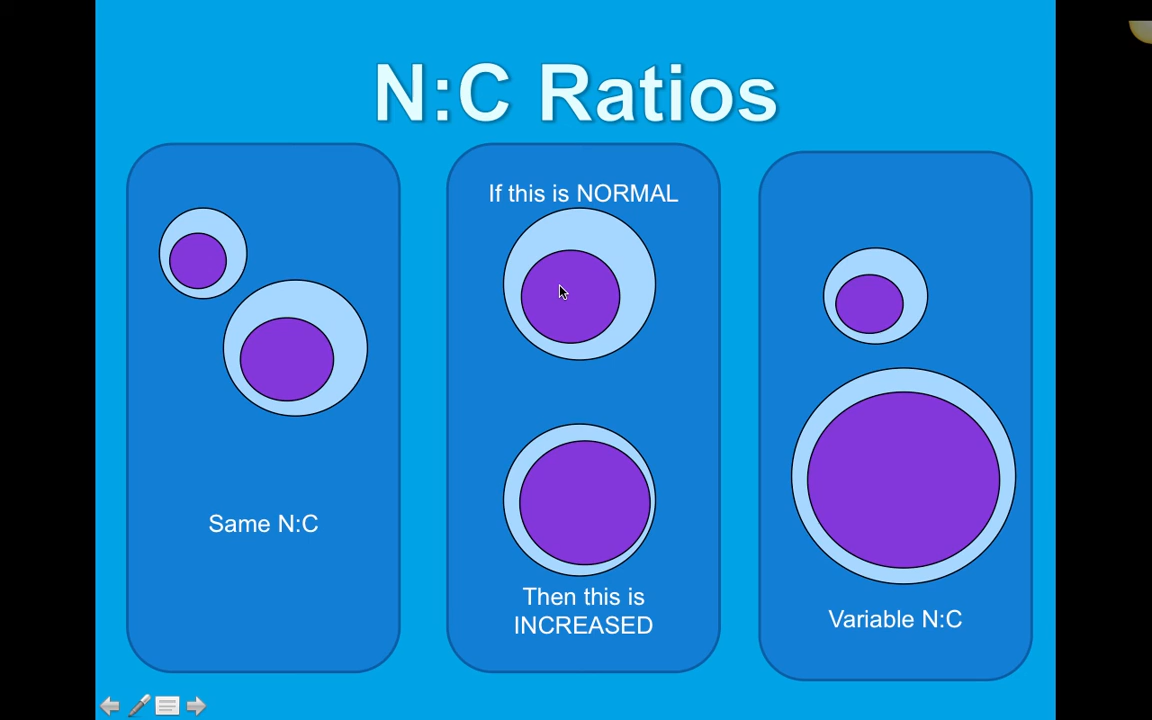 N:C Ratios
Same N:C
If this is NORMAL
Then this is
INCREASED
Variable N:C